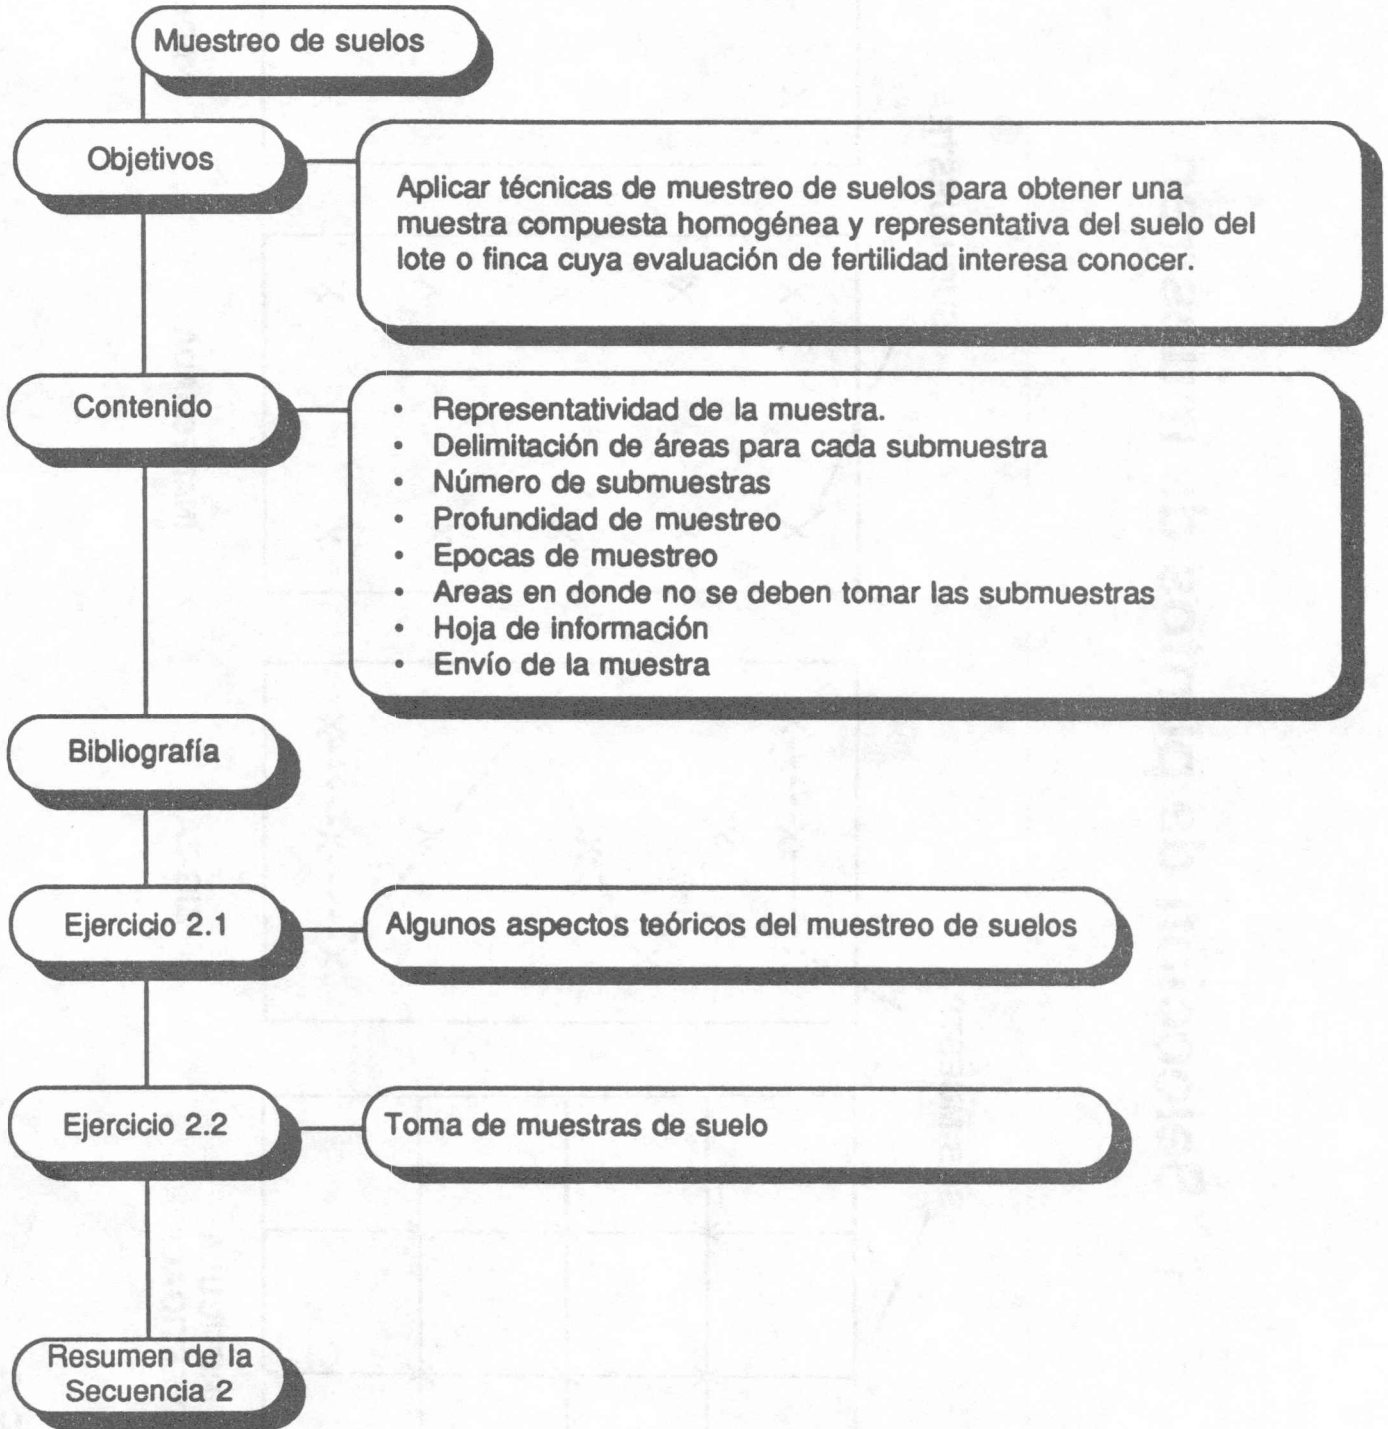 Muestreo de suelos
Objetivos
Aplicar técnicas de muestreo de suelos para obtener una
muestra compuesta homogénea y representativa del suelo del
lote o finca cuya evaluación de fertilidad interesa conocer.
Contenido
• Representatividad de la muestra.
• Delimitación de áreas para cada submuestra
• Número de submuestras
• Profundidad de muestreo
• Epocas de muestreo
• Areas en donde no se deben tomar las submuestras
• Hoja de información
• Envío de la muestra
Bibliografía
Ejercicio 2.1
Algunos aspectos teóricos del muestreo de suelos
Ejercicio 2.2
Toma de muestras de suelo
Resumen de la
Secuencia 2